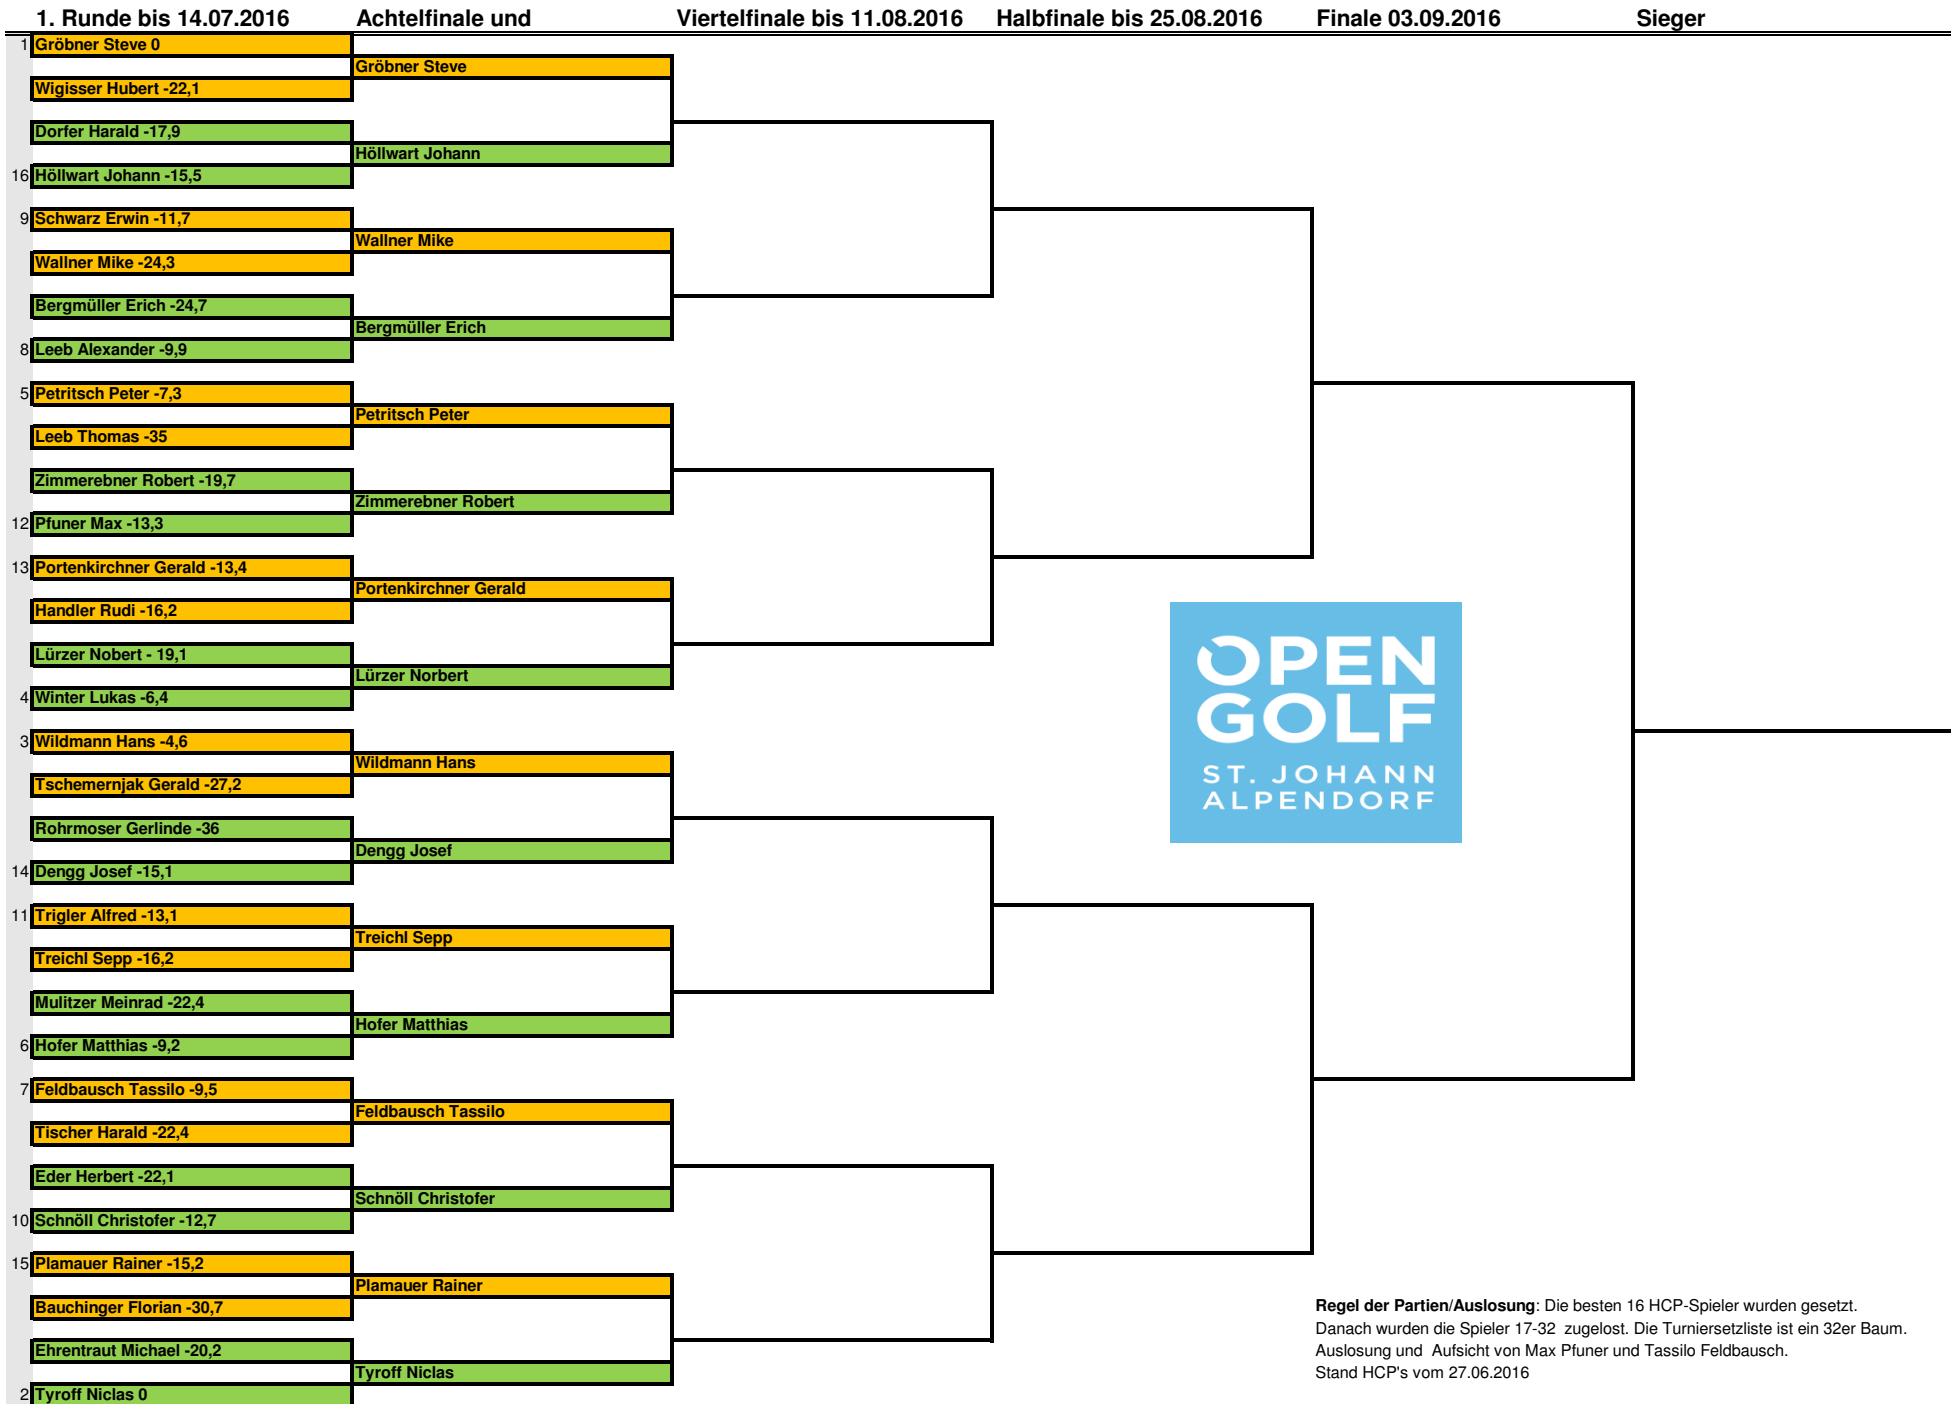 1. Runde bis 14.07.2016 Achtelfinale und Viertelfinale bis 11.08.2016 Halbfinale bis 25.08.2016 Finale 03.09.2016 Sieger
1 Gröbner Steve 0
Gröbner Steve
Wigisser Hubert -22,1
Dorfer Harald -17,9
Höllwart Johann
16 Höllwart Johann -15,5
9 Schwarz Erwin -11,7
Wallner Mike
Wallner Mike -24,3
Bergmüller Erich -24,7
Bergmüller Erich
8 Leeb Alexander -9,9
5 Petritsch Peter -7,3
Petritsch Peter
Leeb Thomas -35
Zimmerebner Robert -19,7
Zimmerebner Robert
12 Pfuner Max -13,3
13 Portenkirchner Gerald -13,4
Portenkirchner Gerald
Handler Rudi -16,2
Lürzer Nobert - 19,1
Lürzer Norbert
4 Winter Lukas -6,4
3 Wildmann Hans -4,6
Wildmann Hans
Tschemernjak Gerald -27,2
Rohrmoser Gerlinde -36
Dengg Josef
14 Dengg Josef -15,1
11 Trigler Alfred -13,1
Treichl Sepp
Treichl Sepp -16,2
Mulitzer Meinrad -22,4
Hofer Matthias
6 Hofer Matthias -9,2
7 Feldbausch Tassilo -9,5
Feldbausch Tassilo
Tischer Harald -22,4
Eder Herbert -22,1
Schnöll Christofer
10 Schnöll Christofer -12,7
15 Plamauer Rainer -15,2
Plamauer Rainer
Bauchinger Florian -30,7
Ehrentraut Michael -20,2
Tyroff Niclas
2 Tyroff Niclas 0
OPEN
GOLF
ST. JOHANN
ALPENDORF
Regel der Partien/Auslosung: Die besten 16 HCP-Spieler wurden gesetzt.
Danach wurden die Spieler 17-32 zugelost. Die Turniersetzliste ist ein 32er Baum.
Auslosung und Aufsicht von Max Pfuner und Tassilo Feldbausch.
Stand HCP's vom 27.06.2016